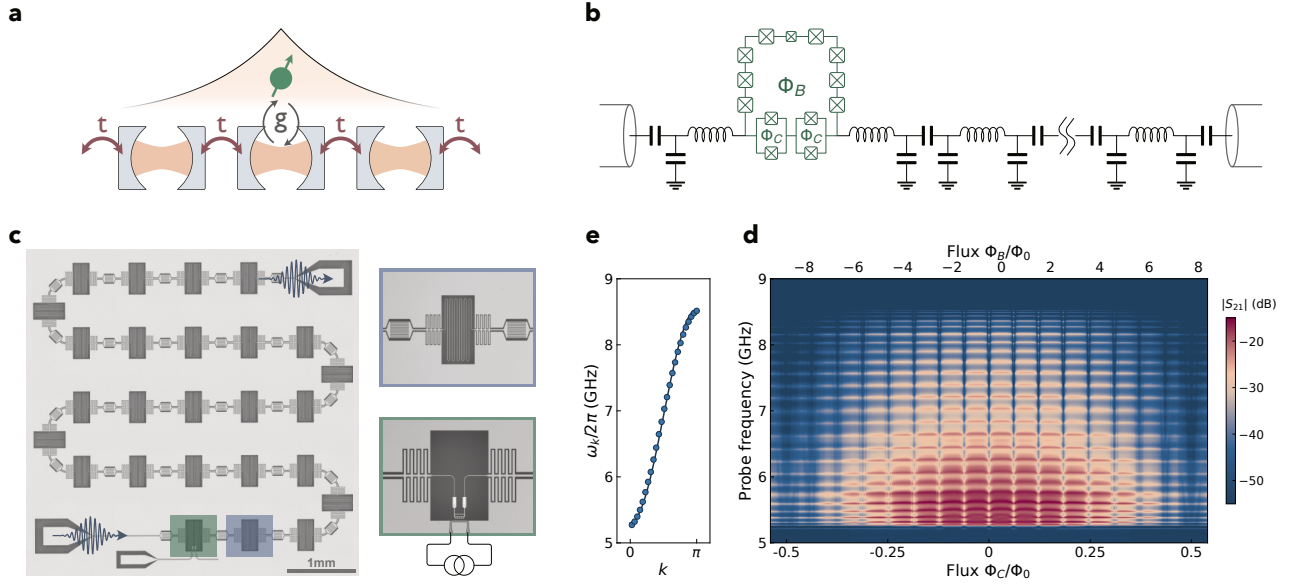 a
t
t
t
t
g
b
Φ_B
Φ_C
Φ_C
c
1mm
e
9
8
7
6
5
ω_k/2π (GHz)
0
π
k
d
Flux Φ_B/Φ_0
−8
−6
−4
−2
0
2
4
6
8
9
8
7
6
5
Probe frequency (GHz)
-0.5
-0.25
0
0.25
0.5
Flux Φ_C/Φ_0
|S_21| (dB)
−20
−30
−40
−50